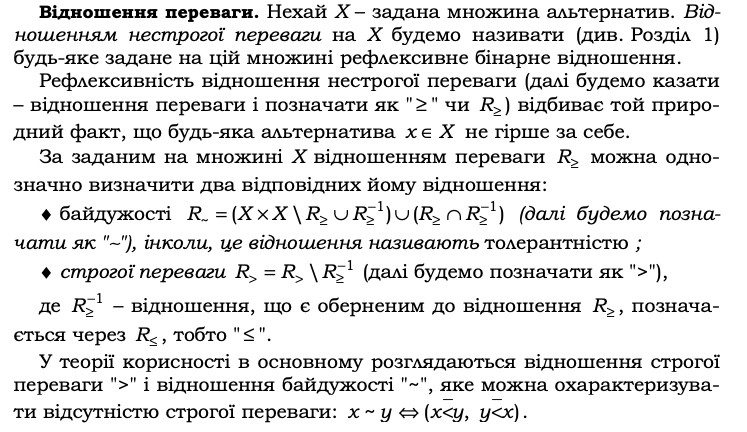 Відношення переваги. Нехай X – задана множина альтернатив. Від-
ношенням нестрогої переваги на X будемо називати (див. Розділ 1)
будь-яке задане на цій множині рефлексивне бінарне відношення.
Рефлексивність відношення нестрогої переваги (далі будемо казати
– відношення переваги і позначати як "≥" чи R≥) відбиває той приро-
дний факт, що будь-яка альтернатива x ∈ X не гірше за себе.
За заданим на множині X відношенням переваги R≥ можна одно-
значно визначити два відповідних йому відношення:
♦ байдужості R~ = (X × X \ R≥ ∪ R≥⁻¹) ∪ (R≥ ∩ R≥⁻¹) (далі будемо позна-
чати як "~"), інколи, це відношення називають толерантністю ;
♦ строгої переваги R> = R> \ R≥⁻¹ (далі будемо позначати як ">"),
де R≥⁻¹ – відношення, що є оберненим до відношення R≥, познача-
ється через R≤, тобто "≤".
У теорії корисності в основному розглядаються відношення строгої
переваги ">" і відношення байдужості "~", яке можна охарактеризува-
ти відсутністю строгої переваги: x ~ y ⇔ (x<̅y, y<̅x).